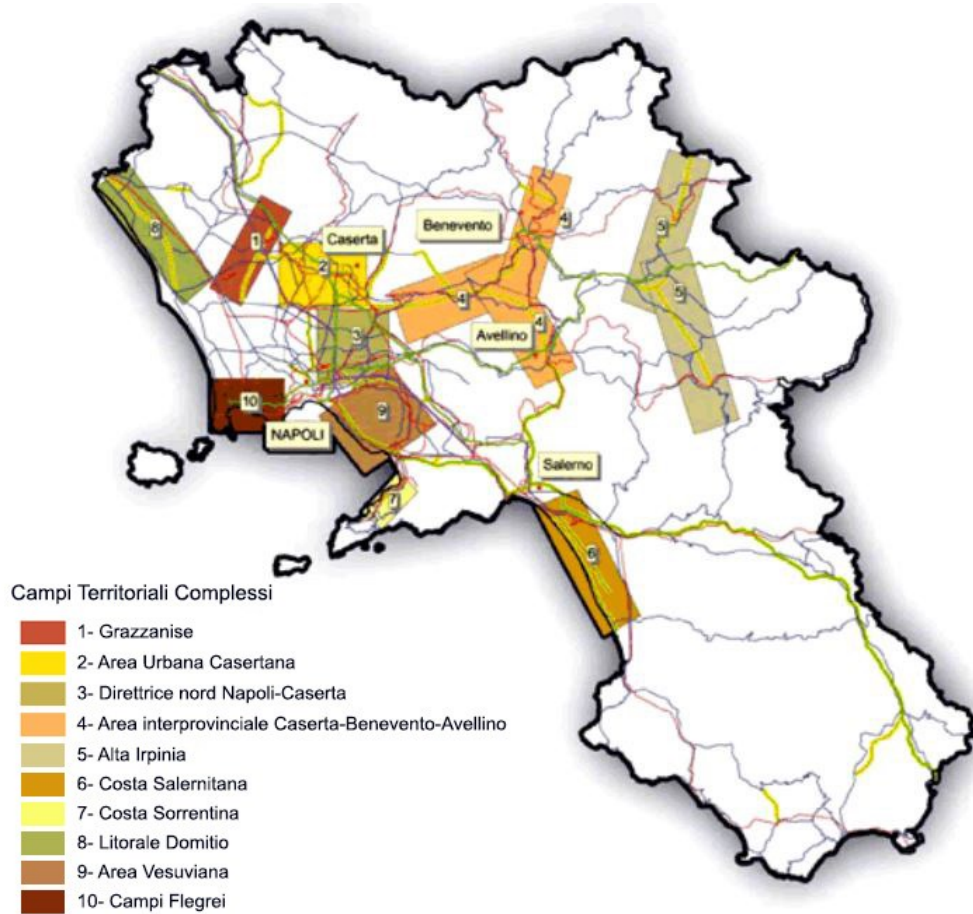 8
1
2
Caserta
Benevento
4
5
5
3
4
4
Avellino
10
NAPOLI
9
7
Salerno
6
Campi Territoriali Complessi
1- Grazzanise
2- Area Urbana Casertana
3- Direttrice nord Napoli-Caserta
4- Area interprovinciale Caserta-Benevento-Avellino
5- Alta Irpinia
6- Costa Salernitana
7- Costa Sorrentina
8- Litorale Domitio
9- Area Vesuviana
10- Campi Flegrei